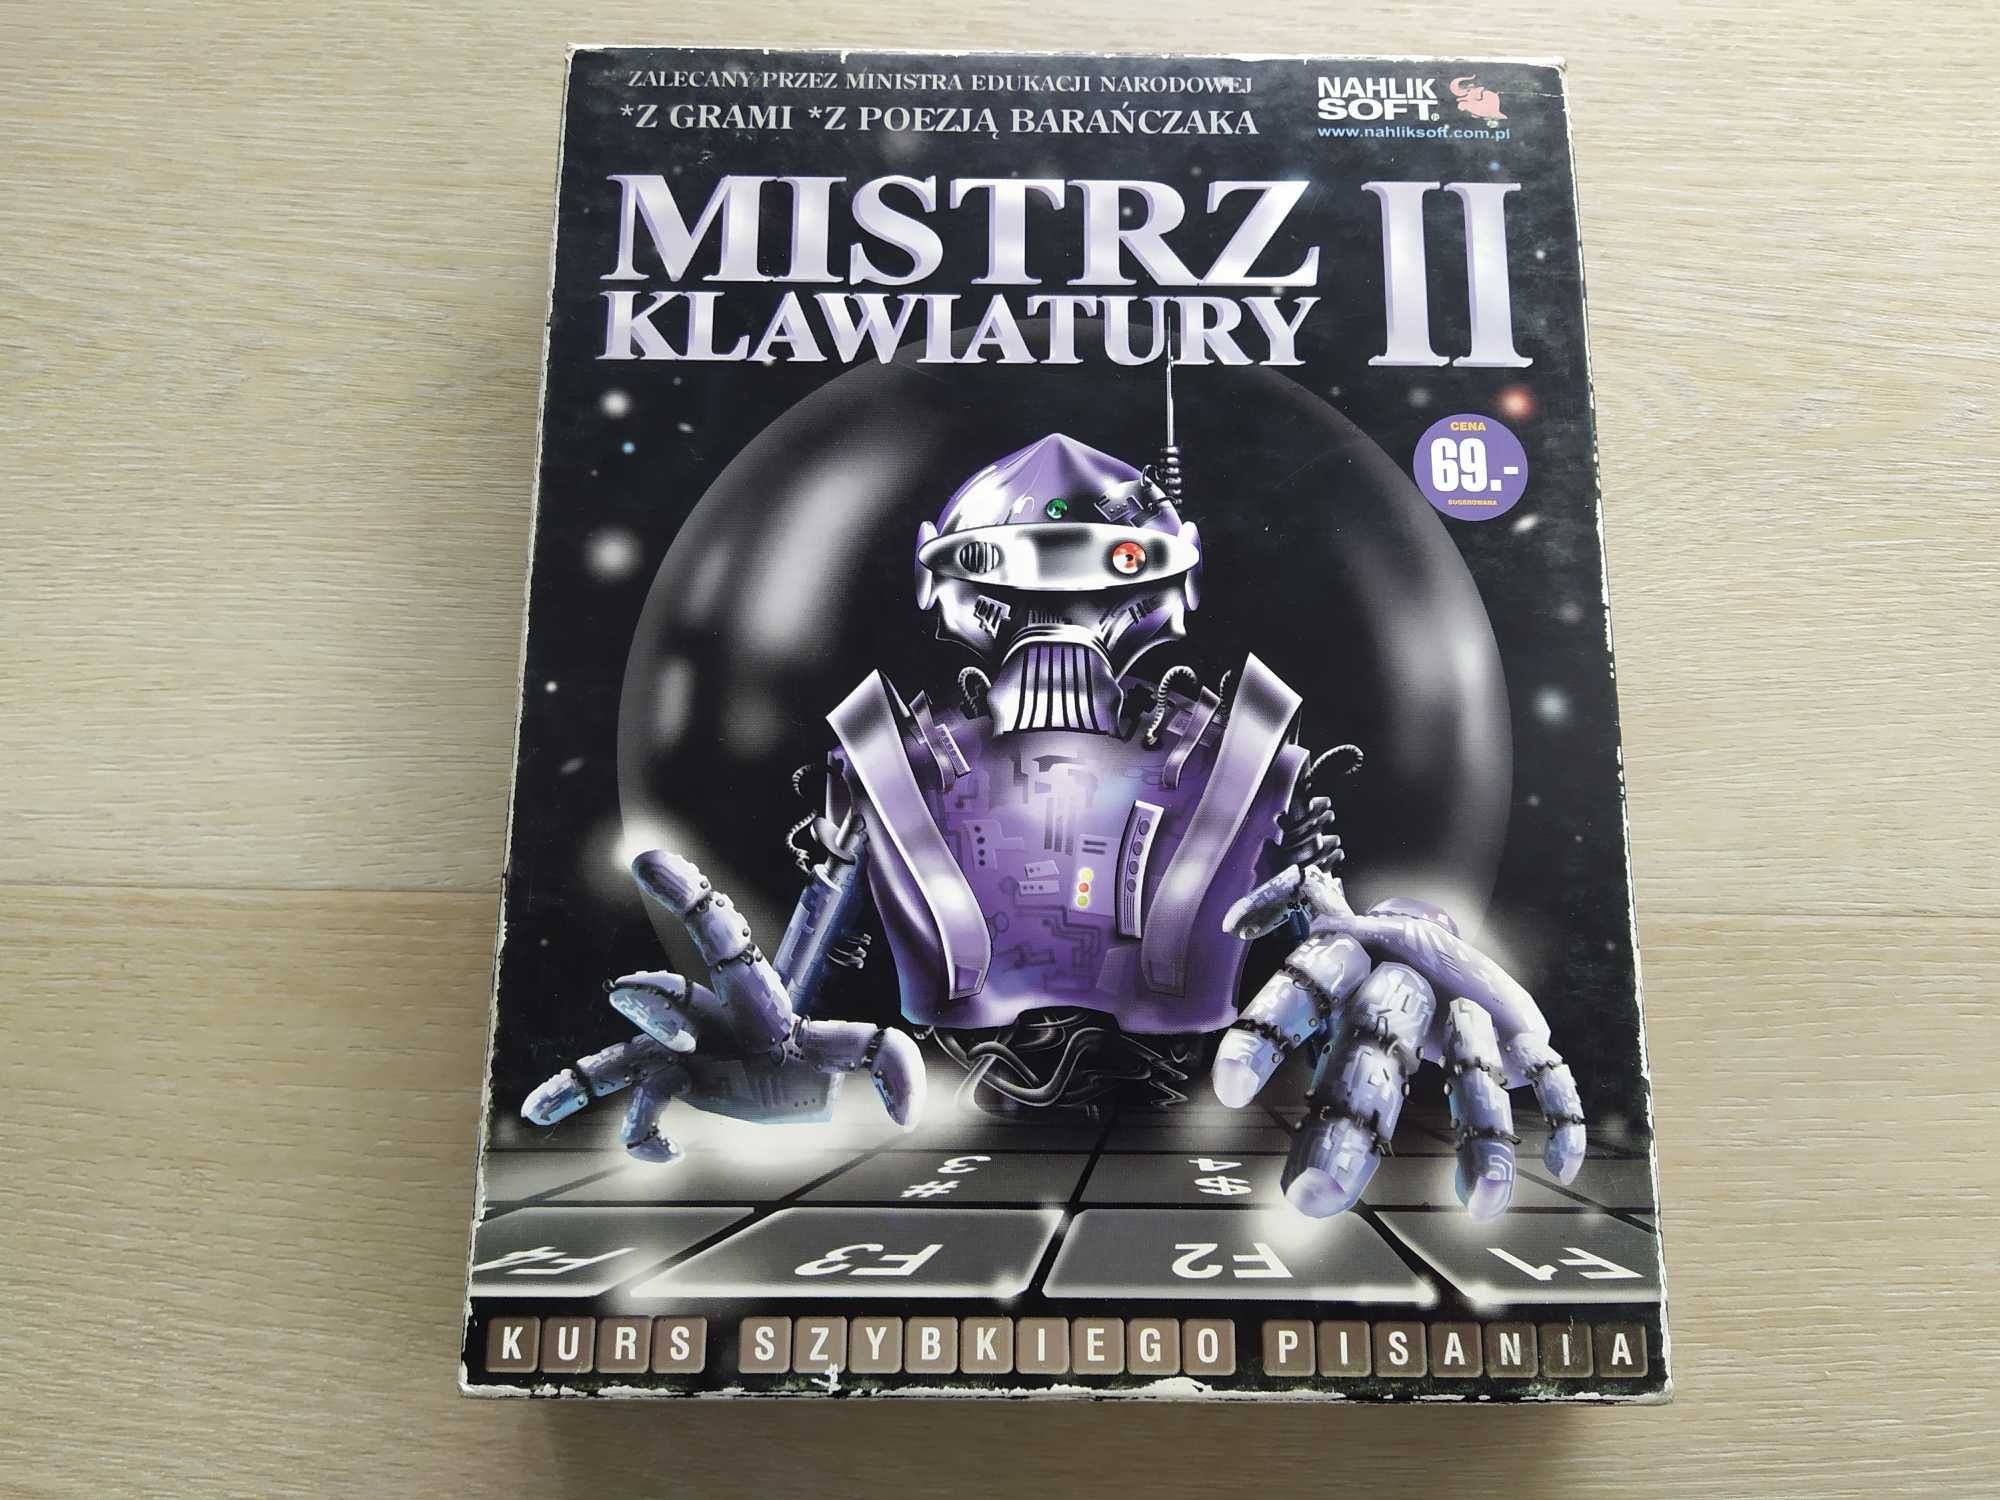 ZALECANY PRZEZ MINISTRA EDUKACJI NARODOWEJ
*Z GRAMI *Z POEZJĄ BARAŃCZAKA
NAHLIK
SOFT®
www.nahliksoft.com.pl
MISTRZ II
KLAWIATURY
CENA
69.-
SUGEROWANA
3 4
# $
F4 F3 F2 F1
KURS SZYBKIEGO PISANIA